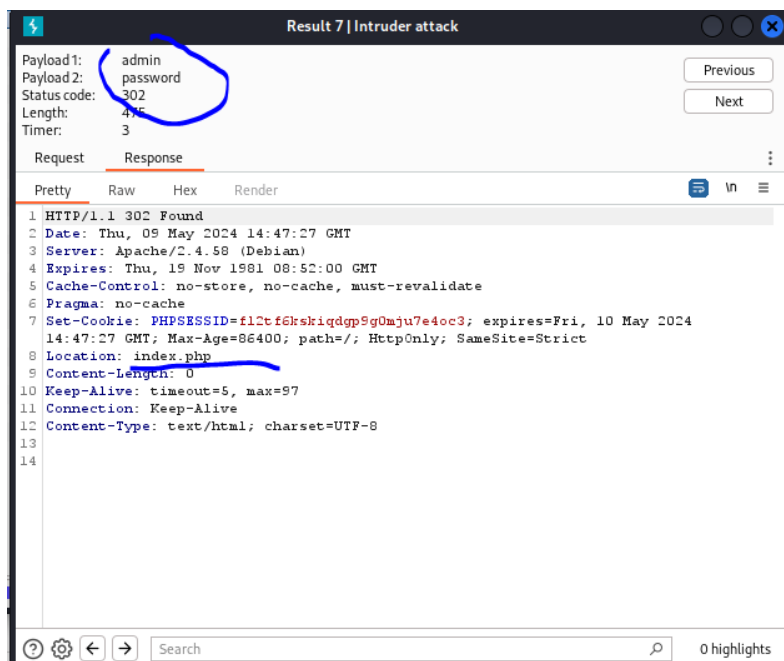 Result 7 | Intruder attack
Payload 1: admin
Payload 2: password
Status code: 302
Length: 475
Timer: 3
Previous
Next
Request Response
Pretty Raw Hex Render \n
1 HTTP/1.1 302 Found
2 Date: Thu, 09 May 2024 14:47:27 GMT
3 Server: Apache/2.4.58 (Debian)
4 Expires: Thu, 19 Nov 1981 08:52:00 GMT
5 Cache-Control: no-store, no-cache, must-revalidate
6 Pragma: no-cache
7 Set-Cookie: PHPSESSID=fl2tf6kskiqdgp9g0mju7e4oc3; expires=Fri, 10 May 2024
14:47:27 GMT; Max-Age=86400; path=/; HttpOnly; SameSite=Strict
8 Location: index.php
9 Content-Length: 0
10 Keep-Alive: timeout=5, max=97
11 Connection: Keep-Alive
12 Content-Type: text/html; charset=UTF-8
13
14
Search
0 highlights